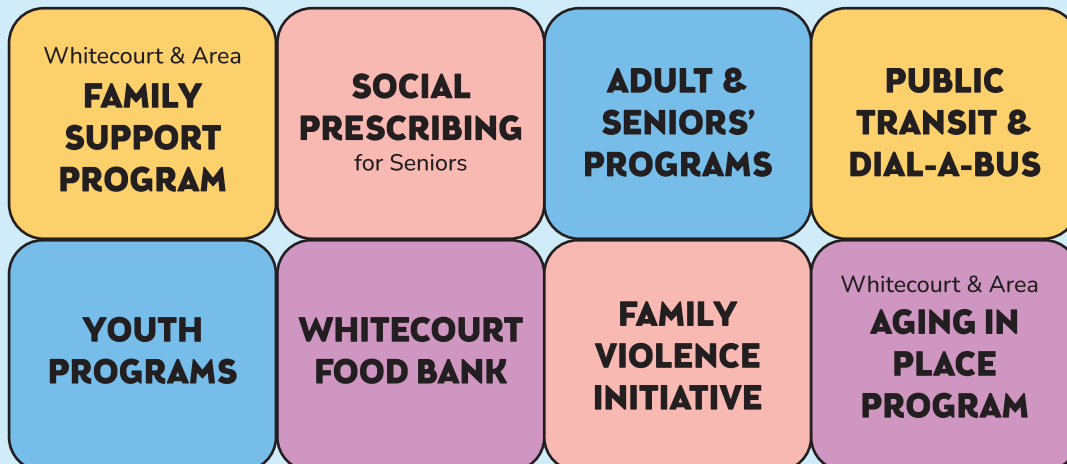 Whitecourt & Area
FAMILY
SUPPORT
PROGRAM
SOCIAL
PRESCRIBING
for Seniors
ADULT &
SENIORS’
PROGRAMS
PUBLIC
TRANSIT &
DIAL-A-BUS
YOUTH
PROGRAMS
WHITECOURT
FOOD BANK
FAMILY
VIOLENCE
INITIATIVE
Whitecourt & Area
AGING IN
PLACE
PROGRAM